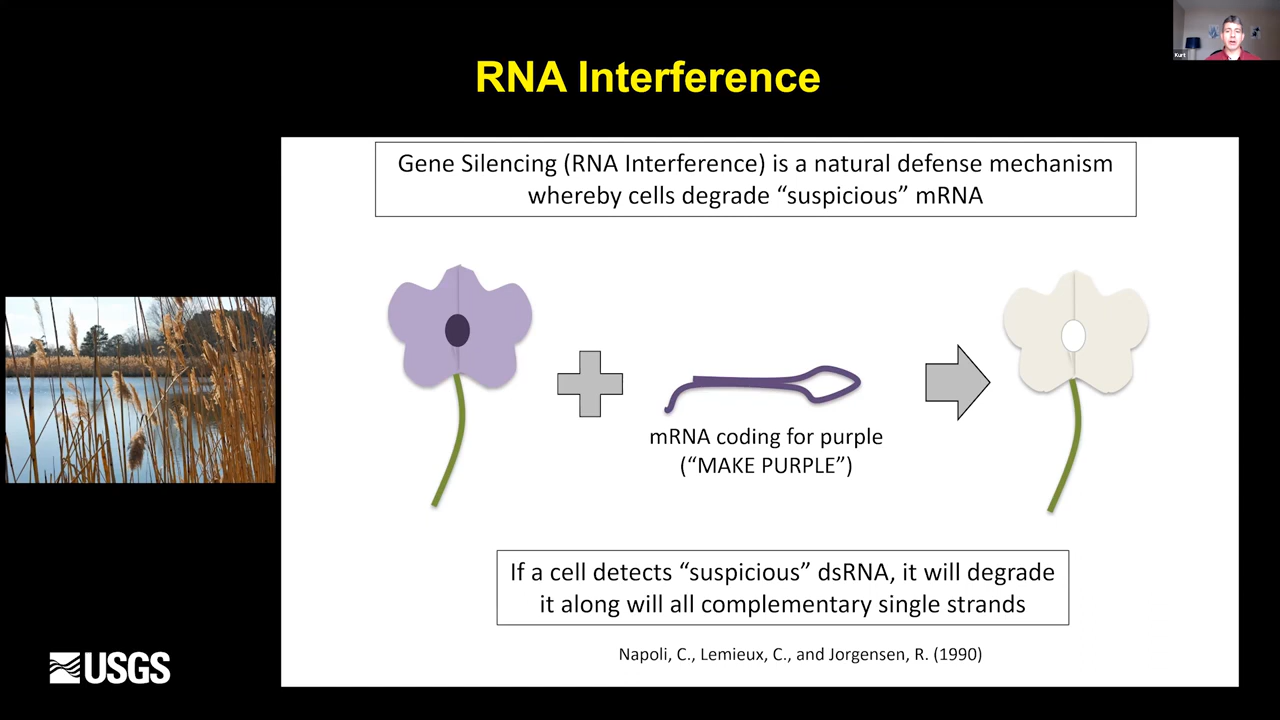 Kurt
RNA Interference
Gene Silencing (RNA Interference) is a natural defense mechanism
whereby cells degrade “suspicious” mRNA
mRNA coding for purple
(“MAKE PURPLE”)
If a cell detects “suspicious” dsRNA, it will degrade
it along will all complementary single strands
Napoli, C., Lemieux, C., and Jorgensen, R. (1990)
USGS